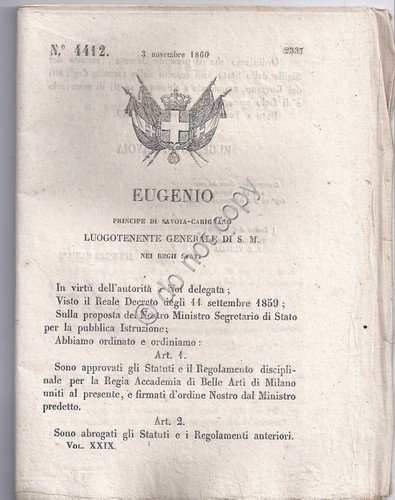 N.° 4412. 3 novembre 1860 2337
EUGENIO
PRINCIPE DI SAVOIA-CARIGNANO
LUOGOTENENTE GENERALE DI S. M.
NEI REGII STATI
In virtù dell'autorità a Noi delegata;
Visto il Reale Decreto degli 11 settembre 1859;
Sulla proposta del Nostro Ministro Segretario di Stato
per la pubblica Istruzione;
Abbiamo ordinato e ordiniamo:
Art. 1.
Sono approvati gli Statuti e il Regolamento discipli-
nale per la Regia Accademia di Belle Arti di Milano
uniti al presente, e firmati d'ordine Nostro dal Ministro
predetto.
Art. 2.
Sono abrogati gli Statuti e i Regolamenti anteriori.
VOL. XXIX.
© do not copy